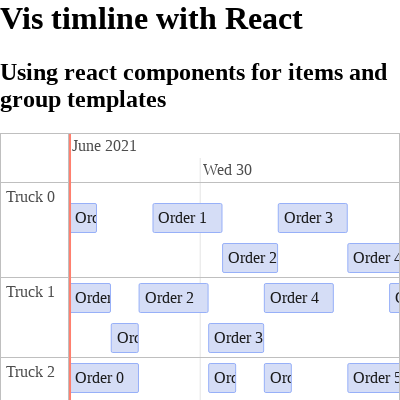 Vis timline with React
Using react components for items and
group templates
June 2021
Wed 30
Truck 0
Ord
Order 1
Order 3
Order 2
Order 4
Truck 1
Order
Order 2
Order 4
Ord
Order 3
Truck 2
Order 0
Ord
Ord
Order 5